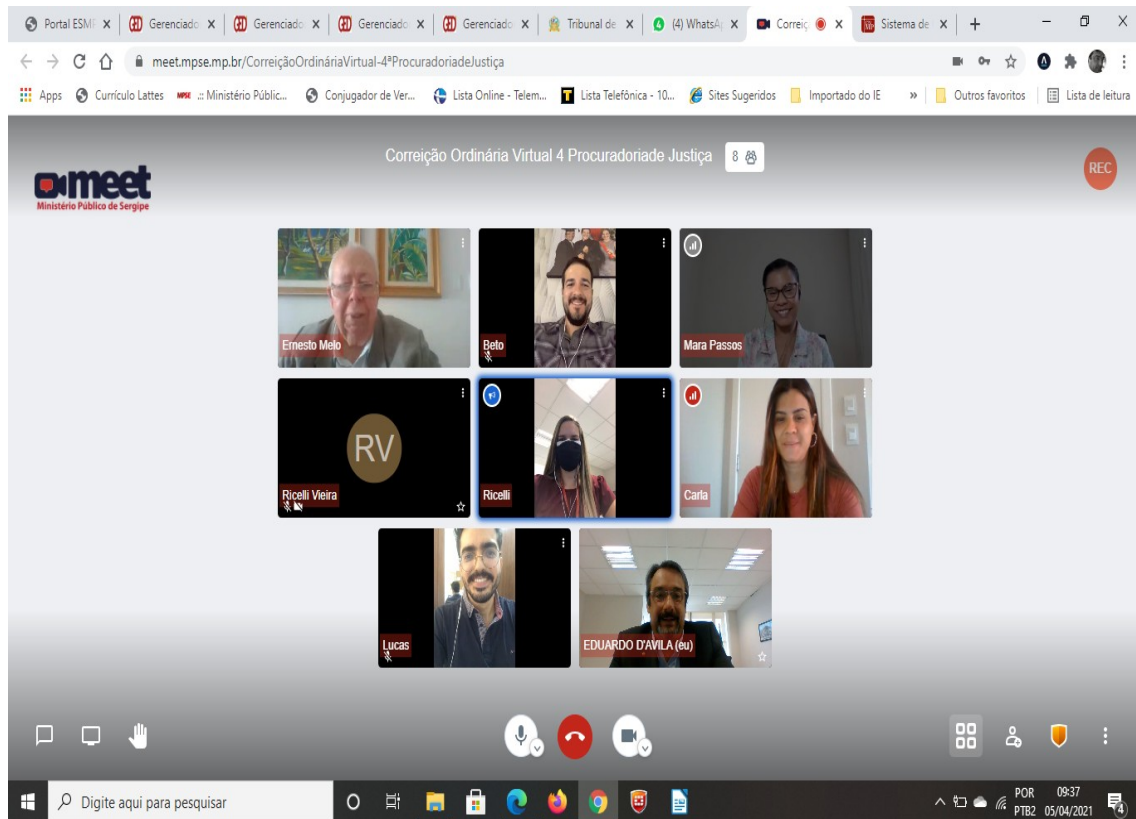 Portal ESMI
Gerenciado
Gerenciado
Gerenciado
Gerenciado
Tribunal de
(4) WhatsA
Correiç
Sistema de
meet.mpse.mp.br/CorreiçãoOrdináriaVirtual-4ªProcuradoriadeJustiça
Apps
Currículo Lattes
MPSE .:: Ministério Públic...
Conjugador de Ver...
Lista Online - Telem...
Lista Telefônica - 10...
Sites Sugeridos
Importado do IE
»
Outros favoritos
Lista de leitura
Correição Ordinária Virtual 4 Procuradoriade Justiça 8
REC
meet
Ministério Público de Sergipe
Ernesto Melo
Beto
Mara Passos
RV
Ricelli Vieira
Ricelli
Carla
Lucas
EDUARDO D'AVILA (eu)
Digite aqui para pesquisar
POR 09:37
PTB2 05/04/2021
4